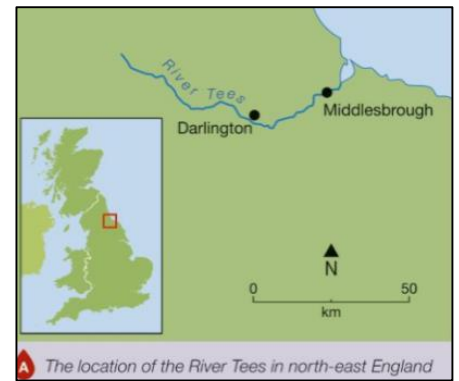 River Tees
Darlington
Middlesbrough
N
0 50
km
A The location of the River Tees in north-east England